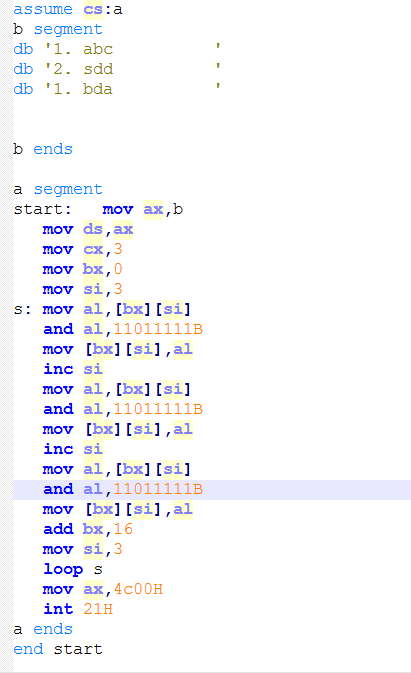 assume cs:a
b segment
db '1. abc          '
db '2. sdd          '
db '1. bda          '
b ends
a segment
start:   mov ax,b
   mov ds,ax
   mov cx,3
   mov bx,0
   mov si,3
s: mov al,[bx][si]
   and al,11011111B
   mov [bx][si],al
   inc si
   mov al,[bx][si]
   and al,11011111B
   mov [bx][si],al
   inc si
   mov al,[bx][si]
   and al,11011111B
   mov [bx][si],al
   add bx,16
   mov si,3
   loop s
   mov ax,4c00H
   int 21H
a ends
end start